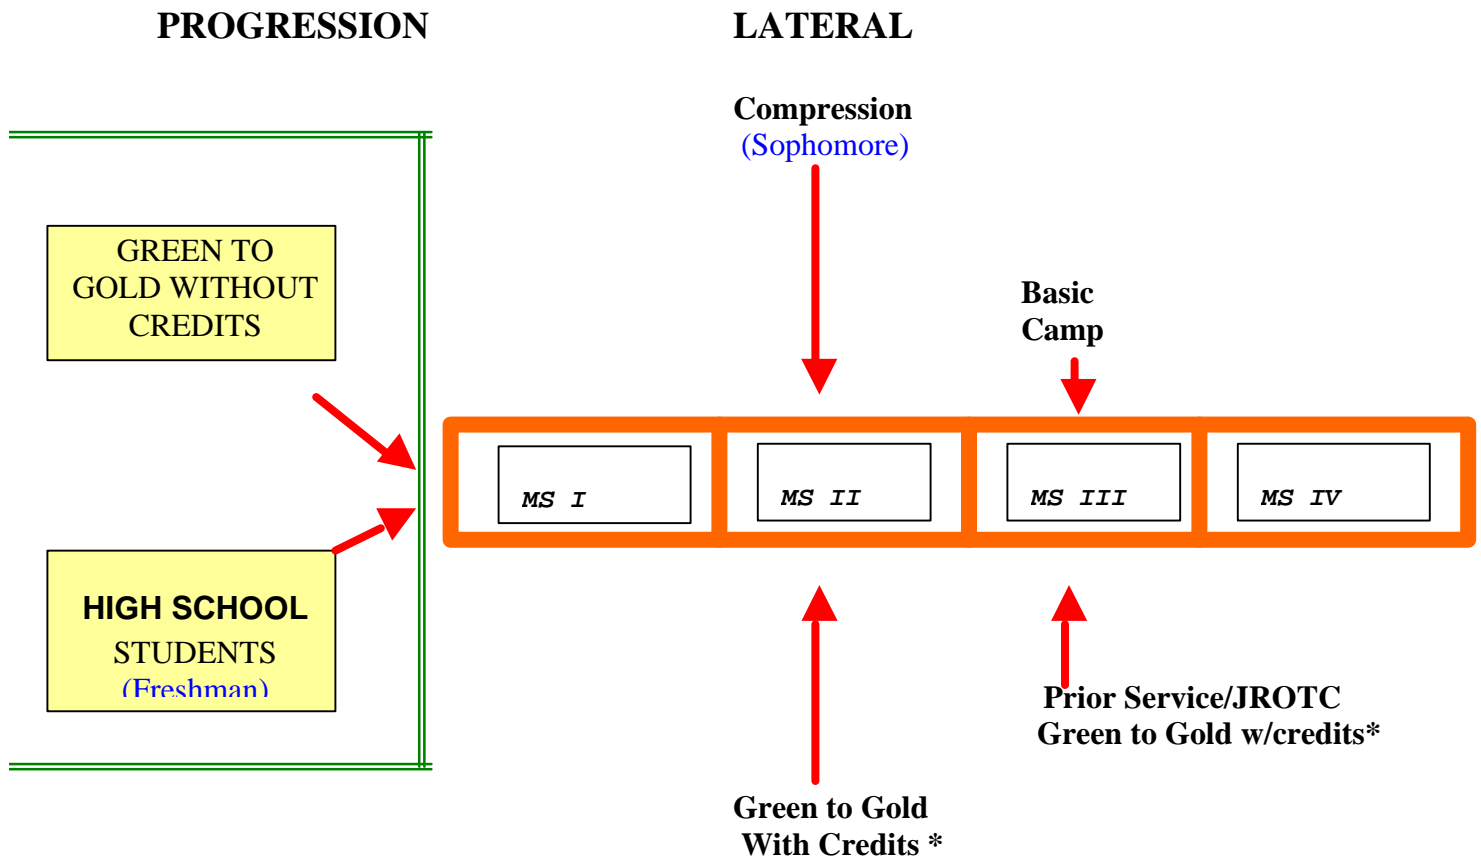 PROGRESSION
LATERAL
Compression
(Sophomore)
GREEN TO
GOLD WITHOUT
CREDITS
Basic
Camp
MS I
MS II
MS III
MS IV
HIGH SCHOOL
STUDENTS
(Freshman)
Prior Service/JROTC
Green to Gold w/credits*
Green to Gold
With Credits *